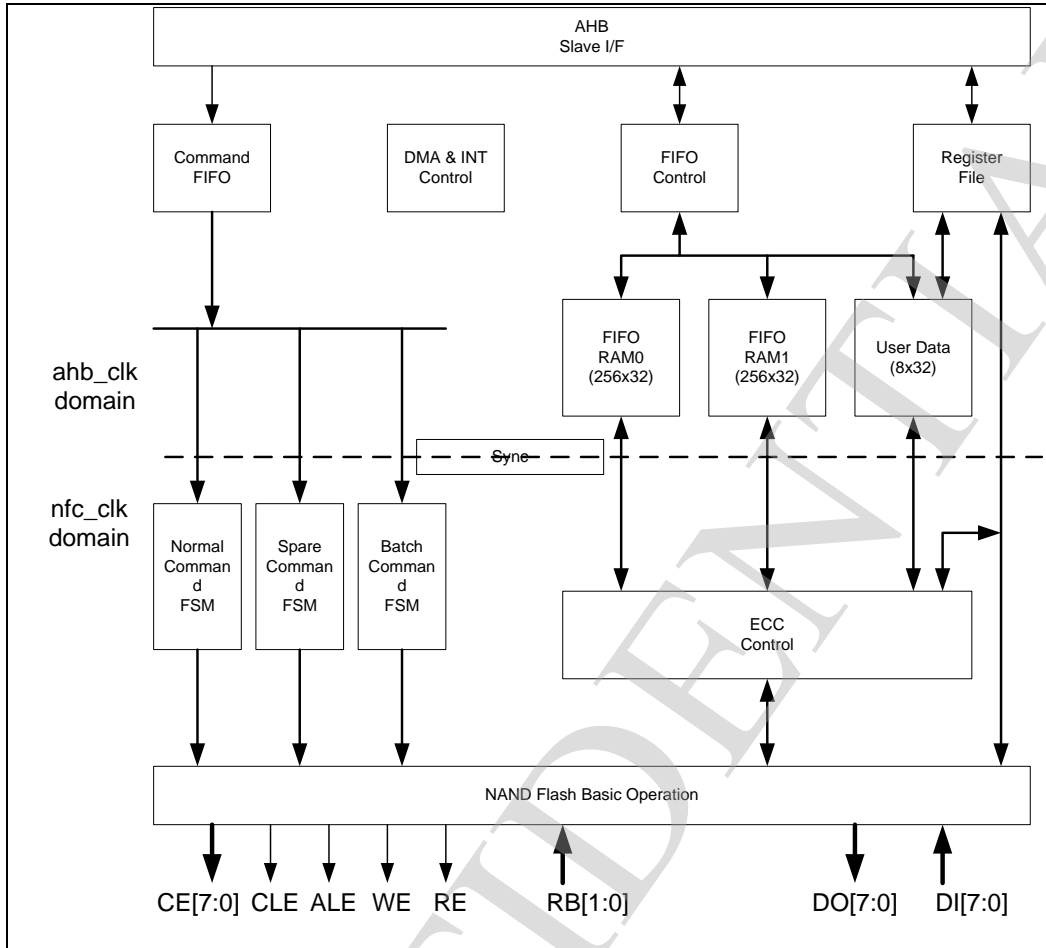 AHB
Slave I/F
Command
FIFO
DMA & INT
Control
FIFO
Control
Register
File
FIFO
RAM0
(256x32)
FIFO
RAM1
(256x32)
User Data
(8x32)
ahb_clk
domain
Sync
nfc_clk
domain
Normal
Comman
d
FSM
Spare
Comman
d
FSM
Batch
Comman
d
FSM
ECC
Control
NAND Flash Basic Operation
CE[7:0] CLE ALE WE RE RB[1:0] DO[7:0] DI[7:0]
TIDENTIA